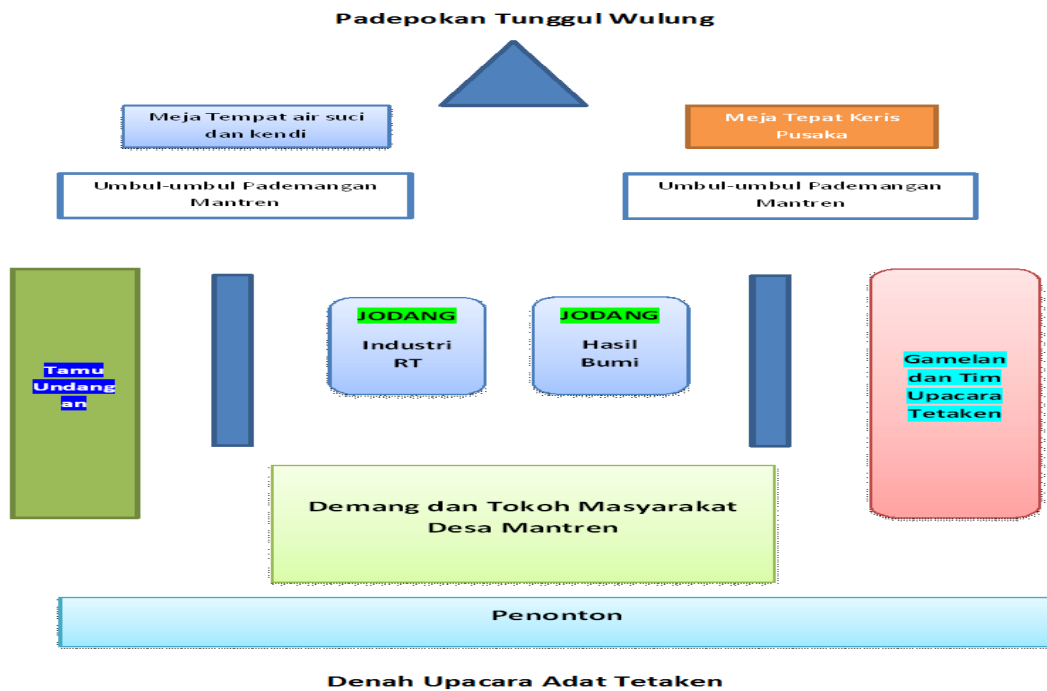 Padepokan Tunggul Wulung
Meja Tempat air suci
dan kendi
Meja Tepat Keris
Pusaka
Umbul-umbul Pademangan
Mantren
Umbul-umbul Pademangan
Mantren
Tamu
Undang
an
JODANG
Industri
RT
JODANG
Hasil
Bumi
Gamelan
dan Tim
Upacara
Tetaken
Demang dan Tokoh Masyarakat
Desa Mantren
Penonton
Denah Upacara Adat Tetaken